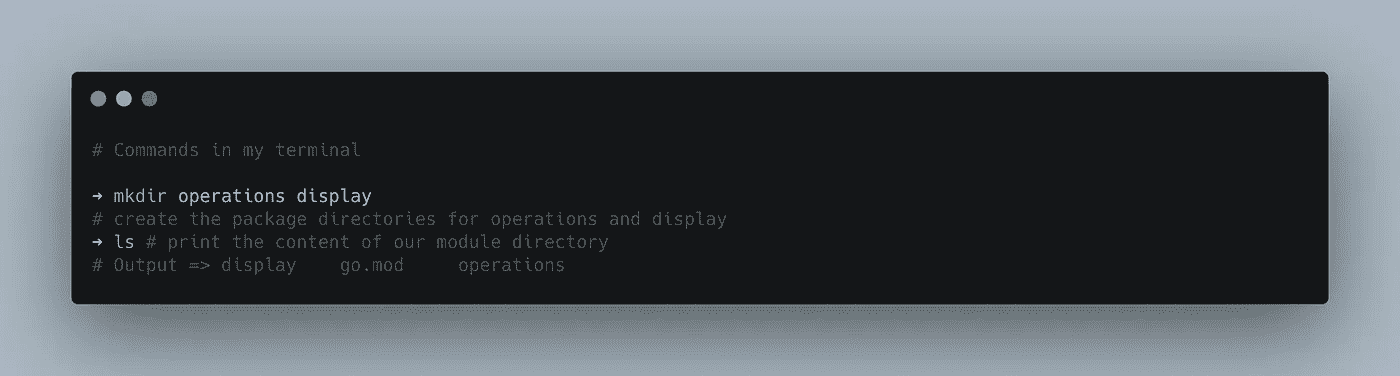 # Commands in my terminal
➜ mkdir operations display
# create the package directories for operations and display
➜ ls # print the content of our module directory
# Output => display    go.mod     operations